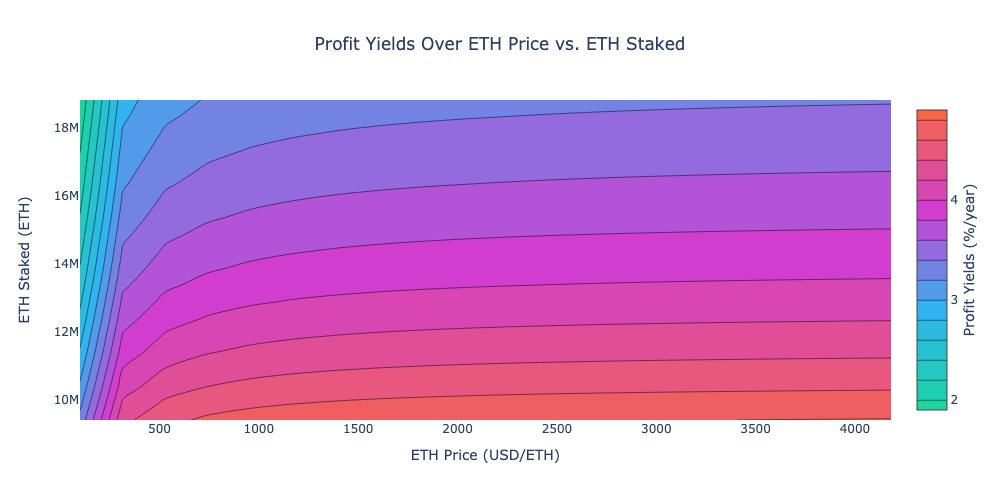 Profit Yields Over ETH Price vs. ETH Staked
18M
16M
14M
12M
10M
ETH Staked (ETH)
500
1000
1500
2000
2500
3000
3500
4000
ETH Price (USD/ETH)
4
3
2
Profit Yields (%/year)